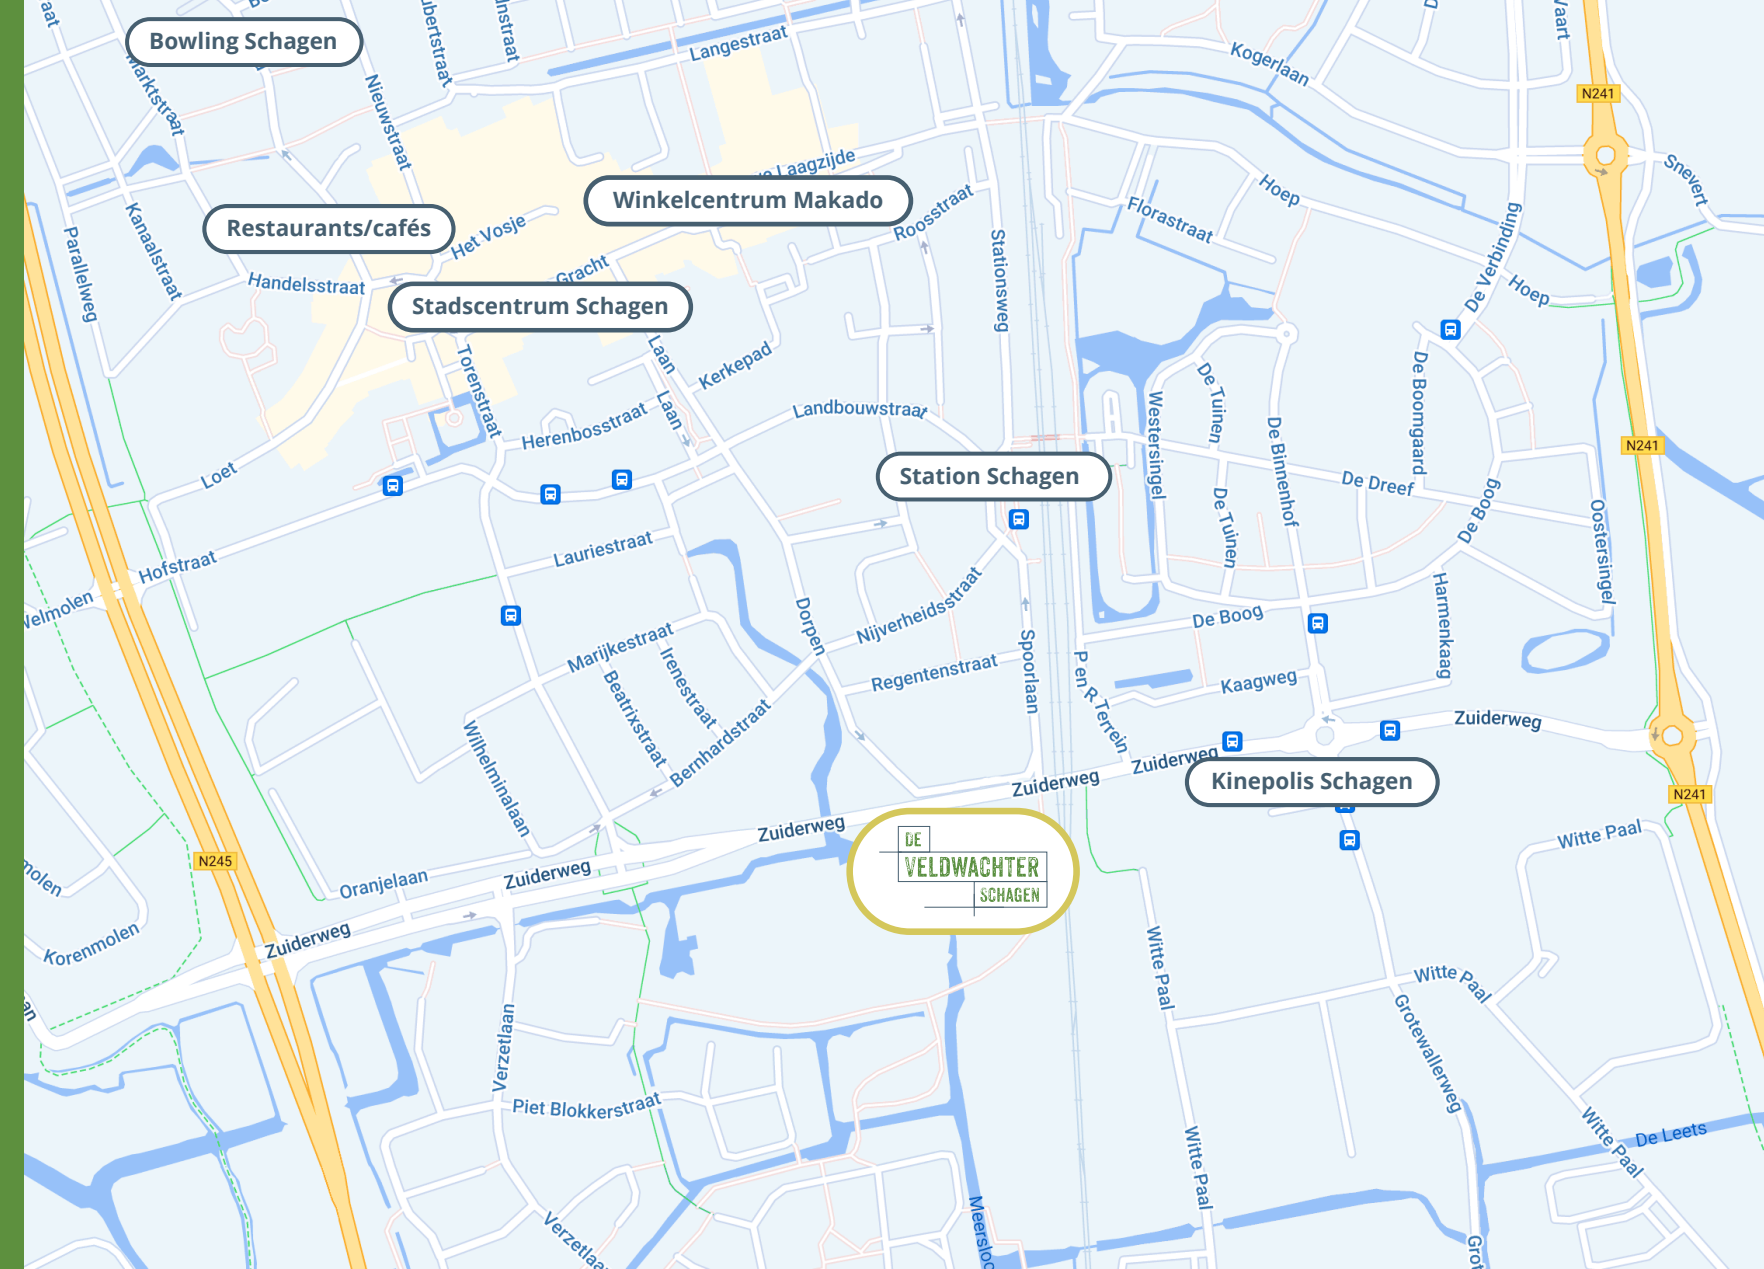 Bowling Schagen
Langestraat
Kogerlaan
N241
Marktstraat
Nieuwstraat
Laagzijde
Snevert
Winkelcentrum Makado
Hoep
Restaurants/cafés
Het Vosje
Roosstraat
Florastraat
Kanaalstraat
Parallelweg
Handelsstraat
Gracht
Stationsweg
De Verbinding
Hoep
Stadscentrum Schagen
Laan
Kerkepad
Torenstraat
Laan
Herenbosstraat
Landbouwstraat
De Tuinen
De Boomgaard
Westersingel
De Binnenhof
N241
Loet
Station Schagen
De Dreef
De Boog
De Tuinen
Oostersingel
Hofstraat
Lauriestraat
Nijverheidsstraat
Dorpen
De Boog
Harmenkaag
Marijkestraat
Irenestraat
Beatrixstraat
Regentenstraat
Spoorlaan
P en R Terrein
Kaagweg
Wilhelminalaan
Bernhardstraat
Zuiderweg
Zuiderweg
Zuiderweg
Kinepolis Schagen
N241
Zuiderweg
Witte Paal
DE
VELDWACHTER
SCHAGEN
N245
Oranjelaan
Zuiderweg
Korenmolen
Zuiderweg
Witte Paal
Witte Paal
Grotewallerweg
Verzetlaan
Piet Blokkerstraat
Witte Paal
Witte Paal
De Leets